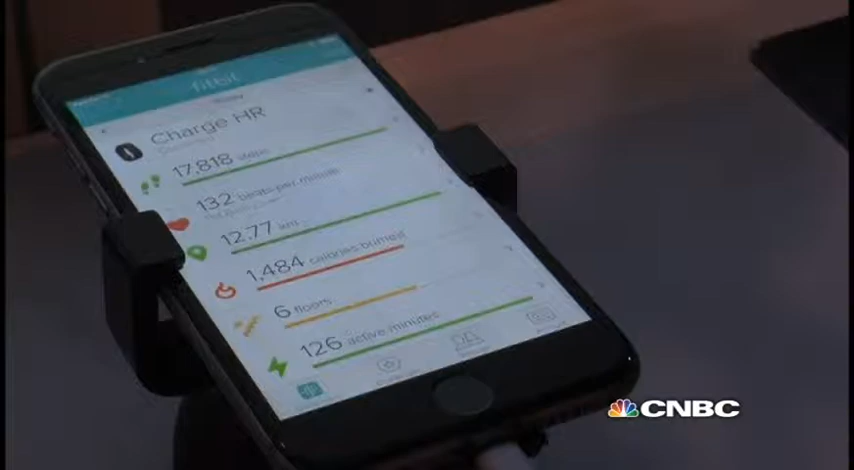 fitbit
Charge HR
17,818 steps
132 beats per minute
12.77 km
1,484 calories burned
6 floors
126 active minutes
CNBC